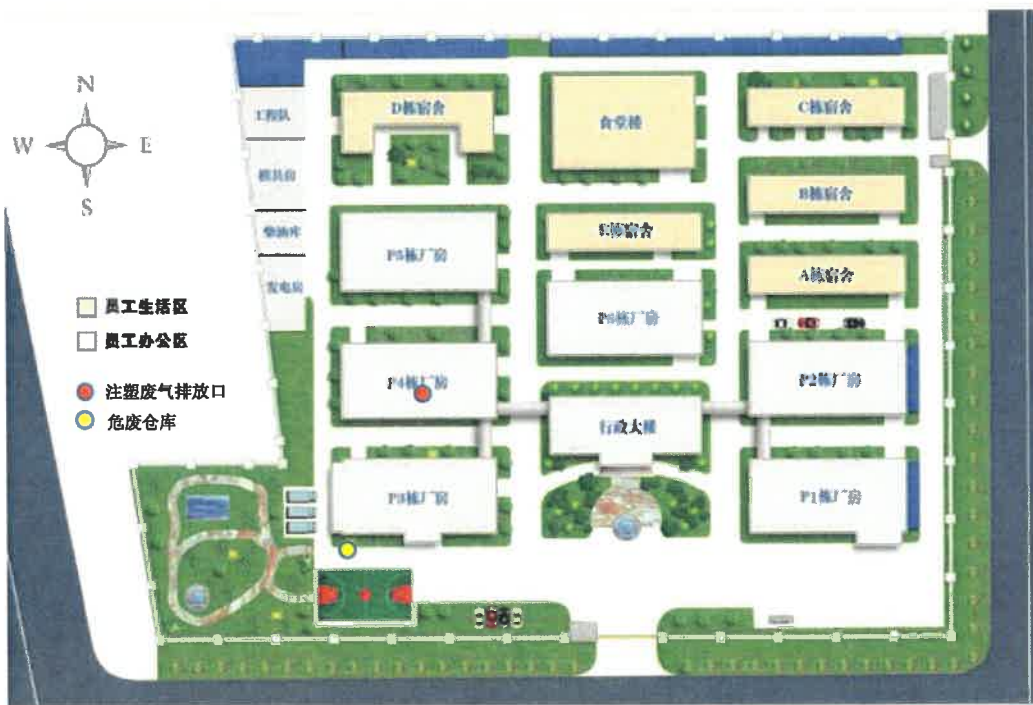 N
W
E
S
工程队
模具房
柴油库
发电房
D栋宿舍
食堂楼
C栋宿舍
B栋宿舍
E栋宿舍
A栋宿舍
P5栋厂房
P6栋厂房
P4栋厂房
行政大楼
P2栋厂房
P3栋厂房
P1栋厂房
员工生活区
员工办公区
注塑废气排放口
危废仓库